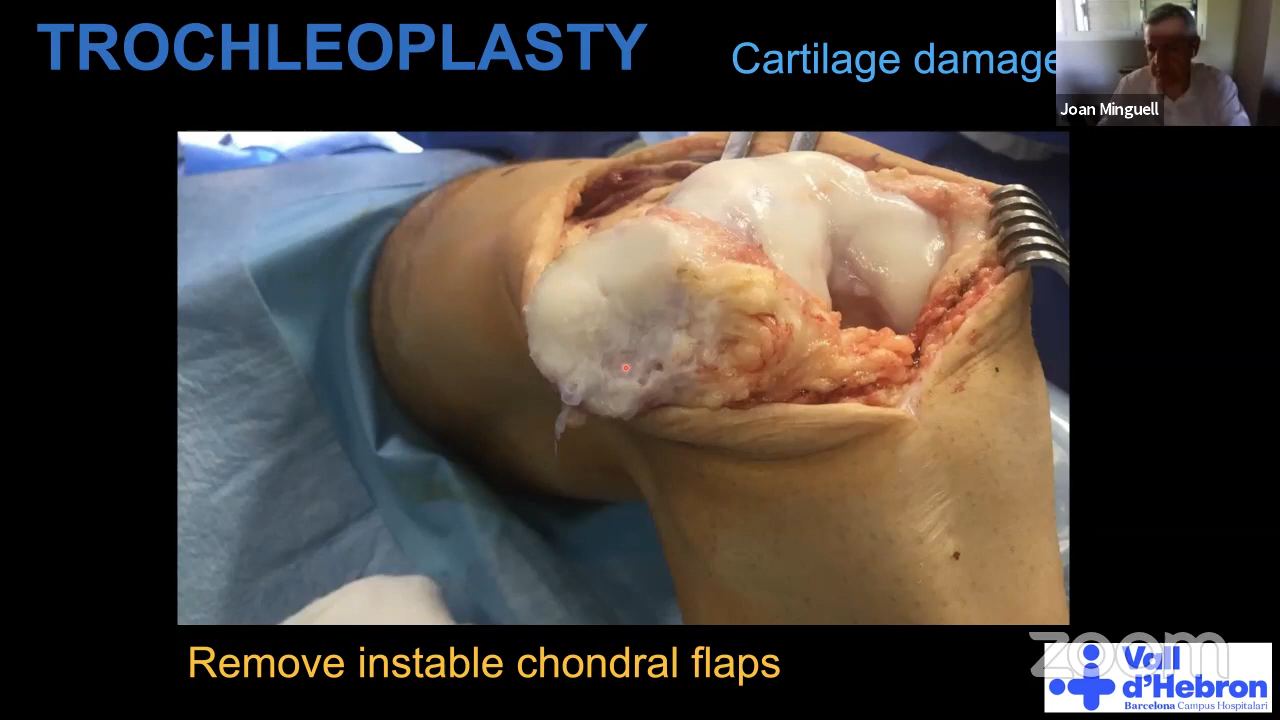 TROCHLEOPLASTY
Cartilage damage
Joan Minguell
Remove instable chondral flaps
zoom
Vall
d'Hebron
Barcelona Campus Hospitalari